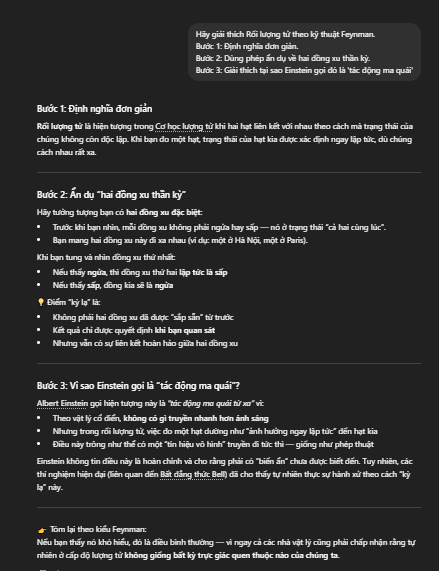 Hãy giải thích Rối lượng tử theo kỹ thuật Feynman.
Bước 1: Định nghĩa đơn giản.
Bước 2: Dùng phép ẩn dụ về hai đồng xu thần kỳ.
Bước 3: Giải thích tại sao Einstein gọi đó là 'tác động ma quái'
Bước 1: Định nghĩa đơn giản
Rối lượng tử là hiện tượng trong Cơ học lượng tử khi hai hạt liên kết với nhau theo cách mà trạng thái của
chúng không còn độc lập. Khi bạn đo một hạt, trạng thái của hạt kia được xác định ngay lập tức, dù chúng
cách nhau rất xa.
Bước 2: Ẩn dụ "hai đồng xu thần kỳ"
Hãy tưởng tượng bạn có hai đồng xu đặc biệt:
• Trước khi bạn nhìn, mỗi đồng xu không phải ngửa hay sấp — nó ở trạng thái "cả hai cùng lúc".
• Bạn mang hai đồng xu này đi xa nhau (ví dụ: một ở Hà Nội, một ở Paris).
Khi bạn tung và nhìn đồng xu thứ nhất:
• Nếu thấy ngửa, thì đồng xu thứ hai lập tức là sấp
• Nếu thấy sấp, đồng kia sẽ là ngửa
💡 Điểm "kỳ lạ" là:
• Không phải hai đồng xu đã được "sắp sẵn" từ trước
• Kết quả chỉ được quyết định khi bạn quan sát
• Nhưng vẫn có sự liên kết hoàn hảo giữa hai đồng xu
Bước 3: Vì sao Einstein gọi là "tác động ma quái"?
Albert Einstein gọi hiện tượng này là "tác động ma quái từ xa" vì:
• Theo vật lý cổ điển, không có gì truyền nhanh hơn ánh sáng
• Nhưng trong rối lượng tử, việc đo một hạt dường như "ảnh hưởng ngay lập tức" đến hạt kia
• Điều này trông như thể có một "tín hiệu vô hình" truyền đi tức thì — giống như phép thuật
Einstein không tin điều này là hoàn chỉnh và cho rằng phải có "biến ẩn" chưa được biết đến. Tuy nhiên, các
thí nghiệm hiện đại (liên quan đến Bất đẳng thức Bell) đã cho thấy tự nhiên thực sự hành xử theo cách "kỳ
lạ" này.
👉 Tóm lại theo kiểu Feynman:
Nếu bạn thấy nó khó hiểu, đó là điều bình thường — vì ngay cả các nhà vật lý cũng phải chấp nhận rằng tự
nhiên ở cấp độ lượng tử không giống bất kỳ trực giác quen thuộc nào của chúng ta.